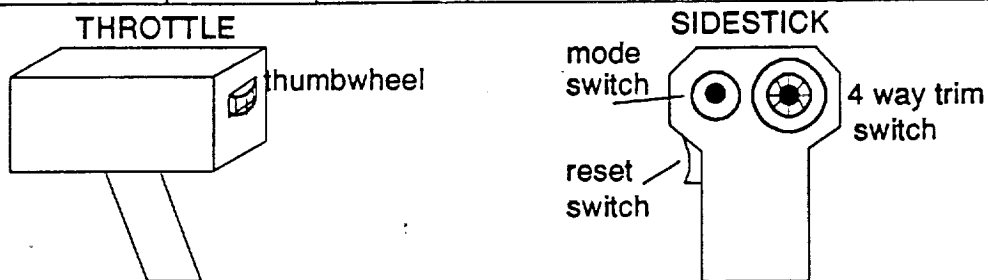 THROTTLE
thumbwheel
SIDESTICK
mode
switch
4 way trim
switch
reset
switch